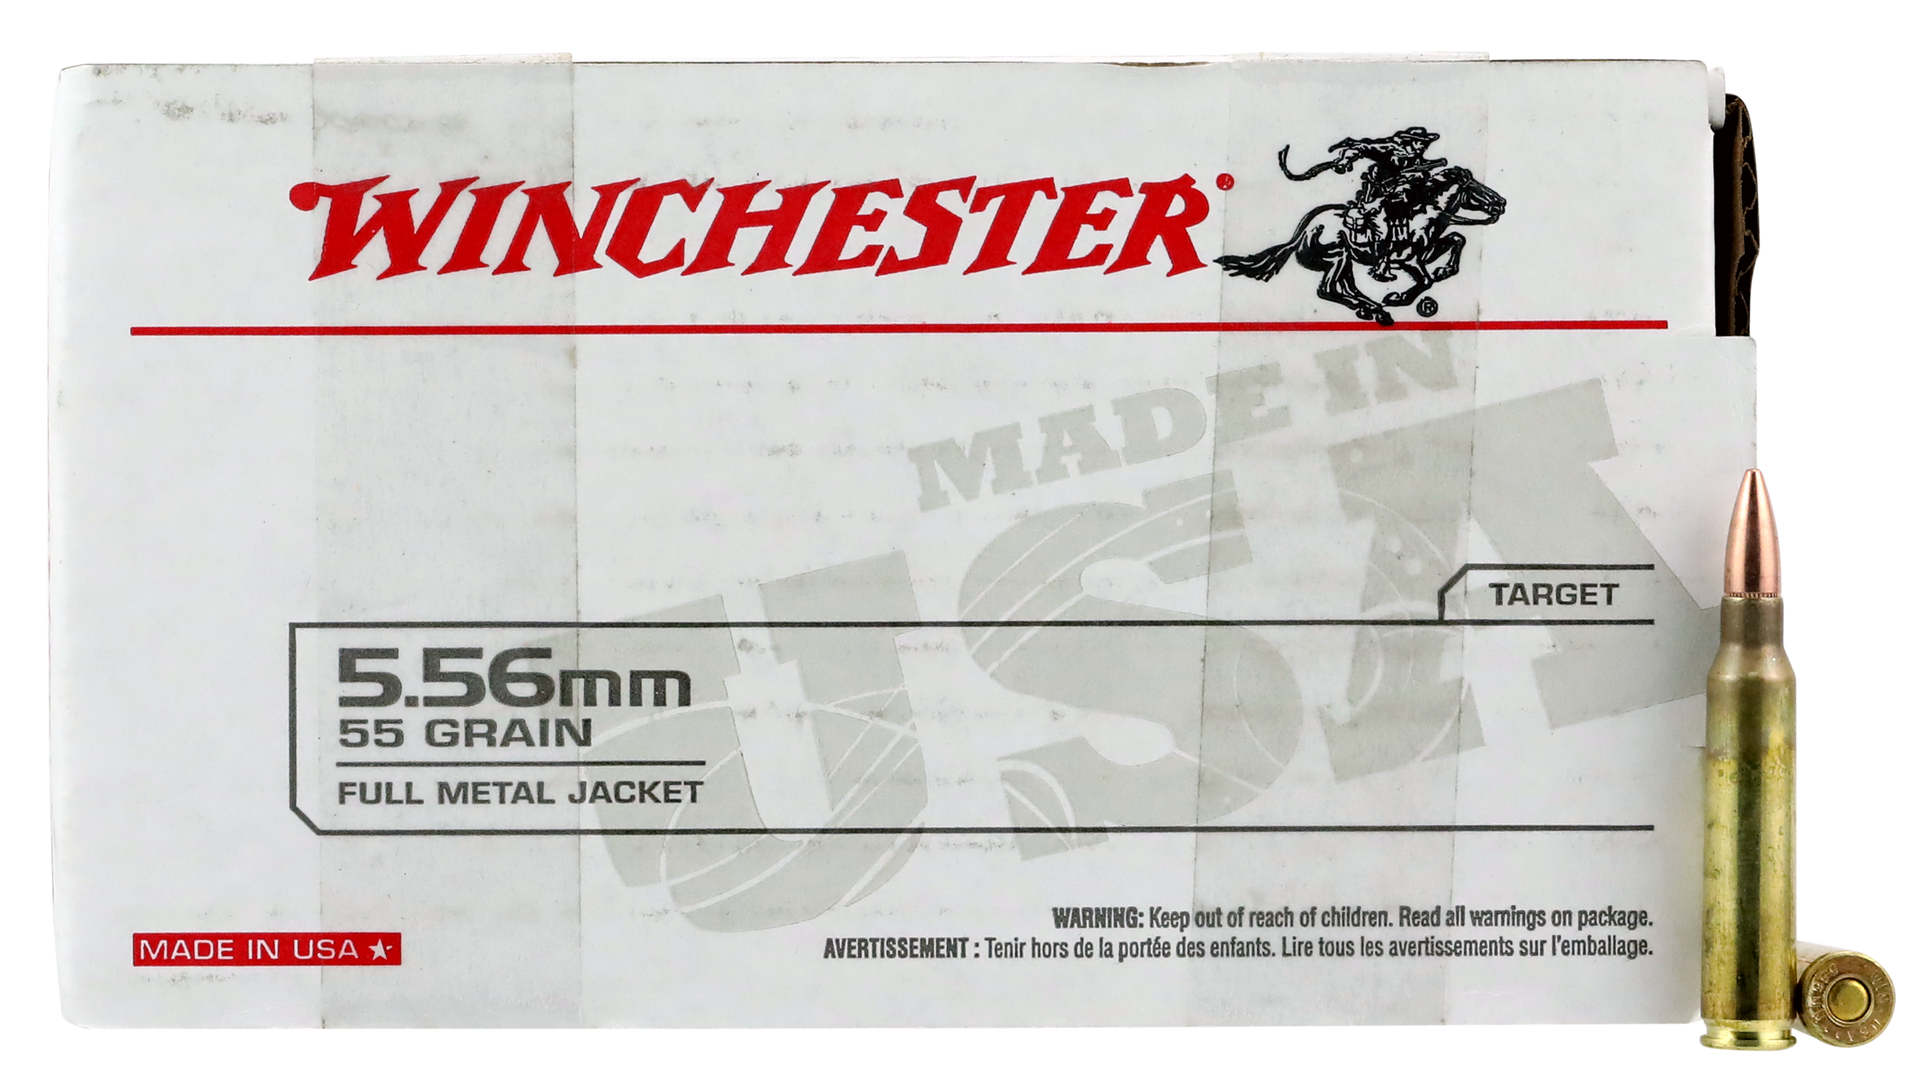 WINCHESTER
®
MADE IN
USA
TARGET
5.56mm
55 GRAIN
FULL METAL JACKET
WARNING: Keep out of reach of children. Read all warnings on package.
MADE IN USA
AVERTISSEMENT : Tenir hors de la portée des enfants. Lire tous les avertissements sur l'emballage.